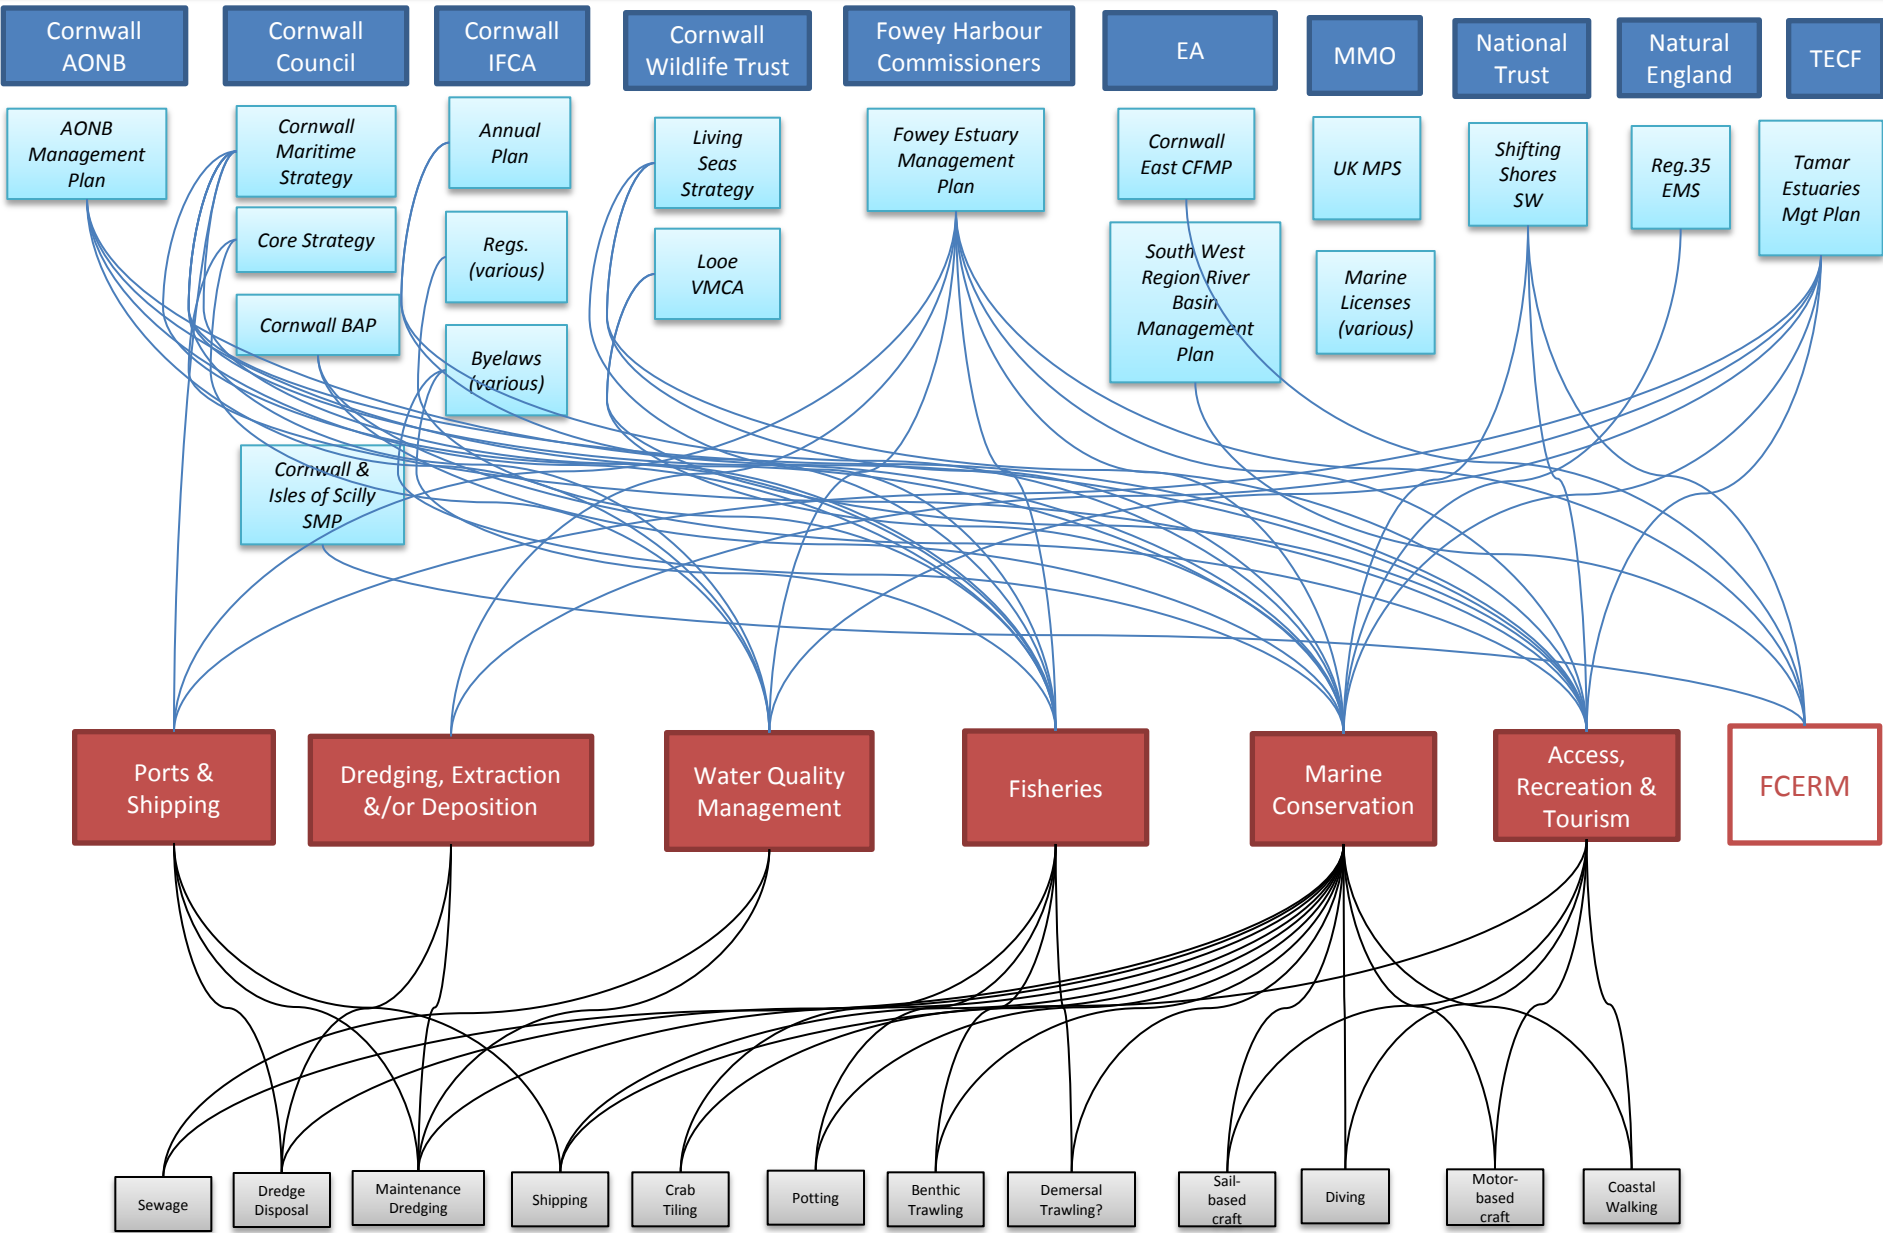 Cornwall
AONB
Cornwall
Council
Cornwall
IFCA
Cornwall
Wildlife Trust
Fowey Harbour
Commissioners
EA
MMO
National
Trust
Natural
England
TECF
AONB
Management
Plan
Cornwall
Maritime
Strategy
Core Strategy
Cornwall BAP
Cornwall &
Isles of Scilly
SMP
Annual
Plan
Regs.
(various)
Byelaws
(various)
Living
Seas
Strategy
Looe
VMCA
Fowey Estuary
Management
Plan
Cornwall
East CFMP
South West
Region River
Basin
Management
Plan
UK MPS
Marine
Licenses
(various)
Shifting
Shores
SW
Reg.35
EMS
Tamar
Estuaries
Mgt Plan
Ports &
Shipping
Dredging, Extraction
&/or Deposition
Water Quality
Management
Fisheries
Marine
Conservation
Access,
Recreation &
Tourism
FCERM
Sewage
Dredge
Disposal
Maintenance
Dredging
Shipping
Crab
Tiling
Potting
Benthic
Trawling
Demersal
Trawling?
Sail-
based
craft
Diving
Motor-
based
craft
Coastal
Walking